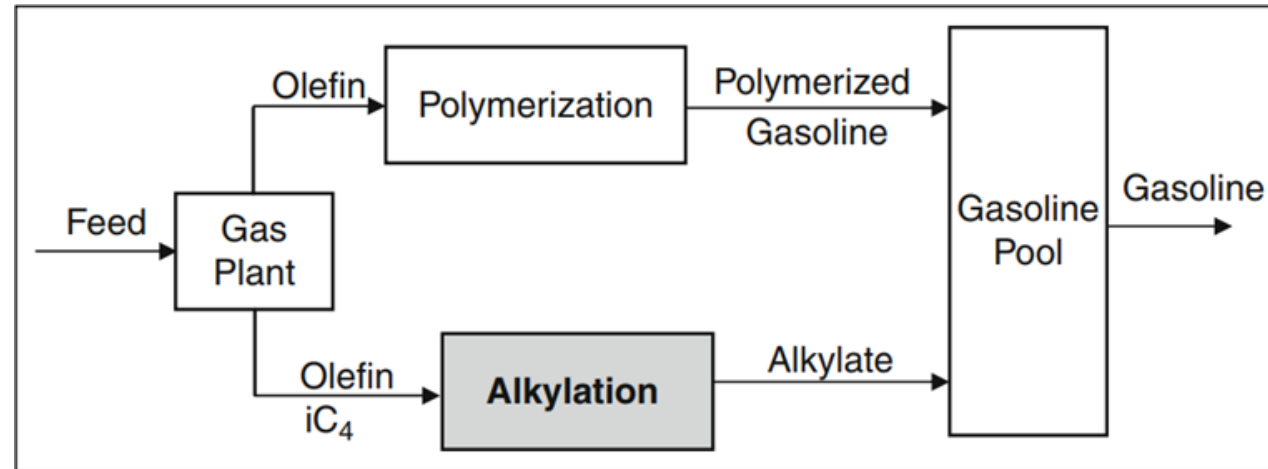 Olefin
Polymerization
Polymerized
Gasoline
Feed
Gas
Plant
Gasoline
Pool
Gasoline
Olefin
iC₄
Alkylation
Alkylate